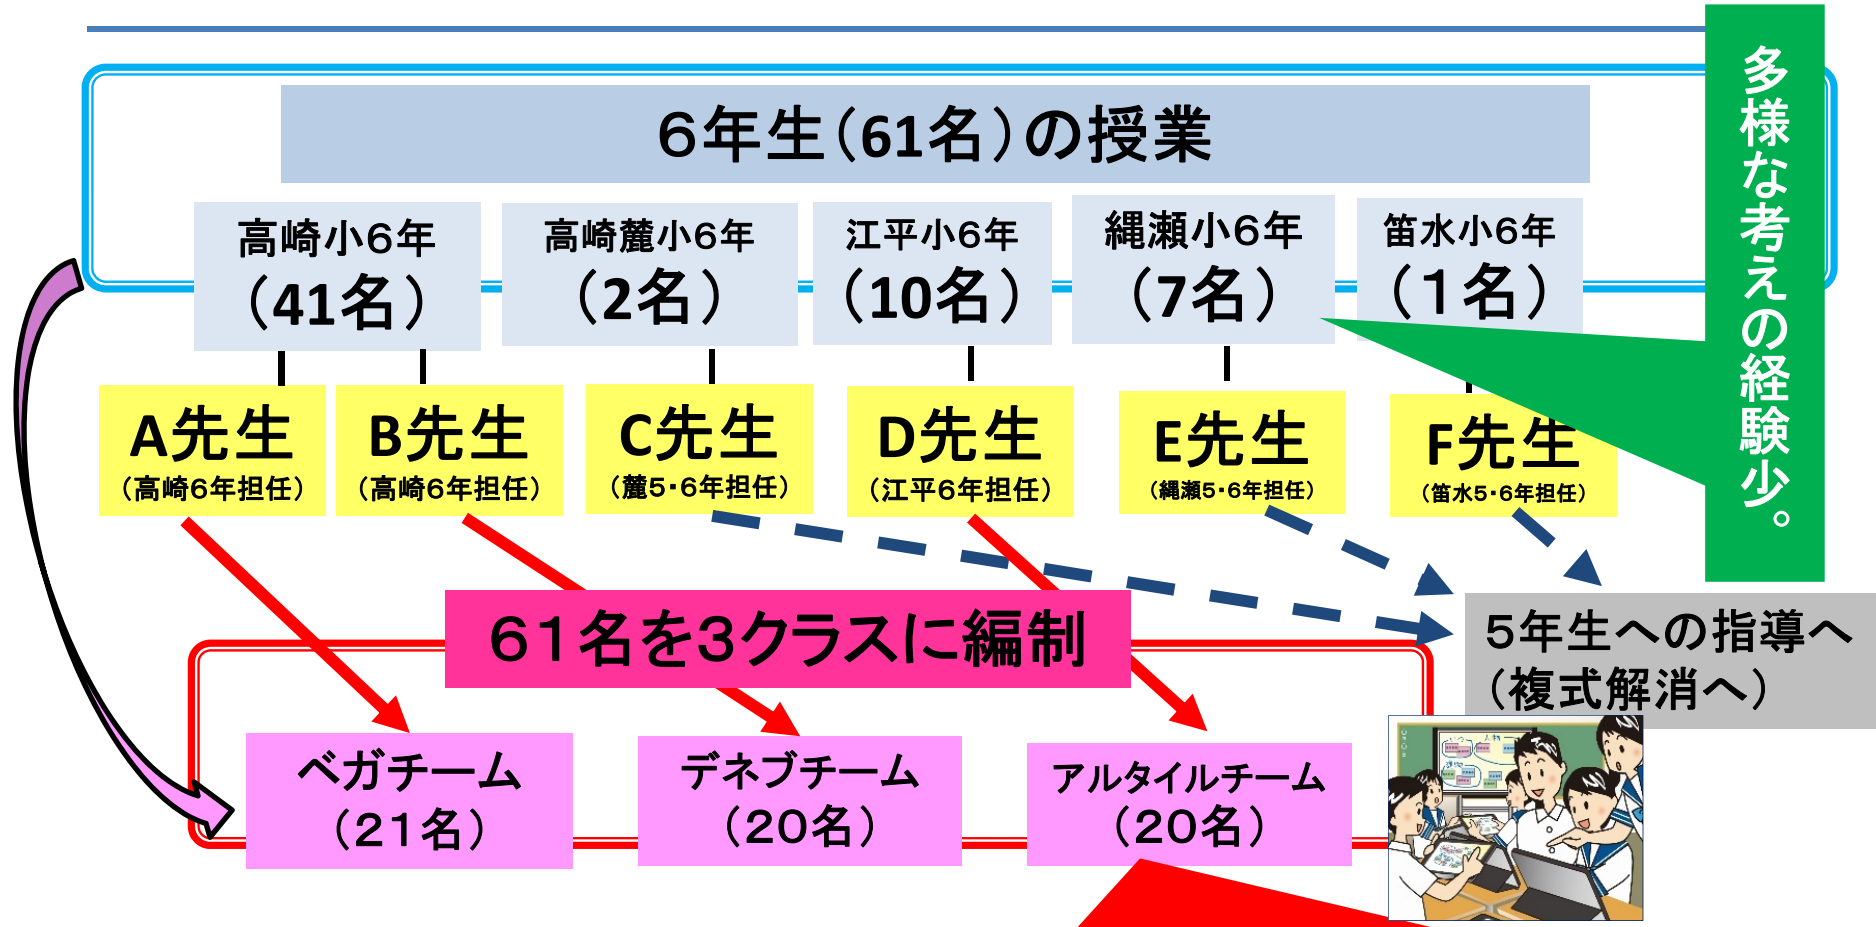 6年生（61名）の授業
高崎小6年
（41名）
高崎麓小6年
（2名）
江平小6年
（10名）
縄瀬小6年
（7名）
笛水小6年
（1名）
多様な考えの経験少。
A先生
（高崎6年担任）
B先生
（高崎6年担任）
C先生
（麓5・6年担任）
D先生
（江平6年担任）
E先生
（縄瀬5・6年担任）
F先生
（笛水5・6年担任）
61名を3クラスに編制
5年生への指導へ
（複式解消へ）
ベガチーム
（21名）
デネブチーム
（20名）
アルタイルチーム
（20名）